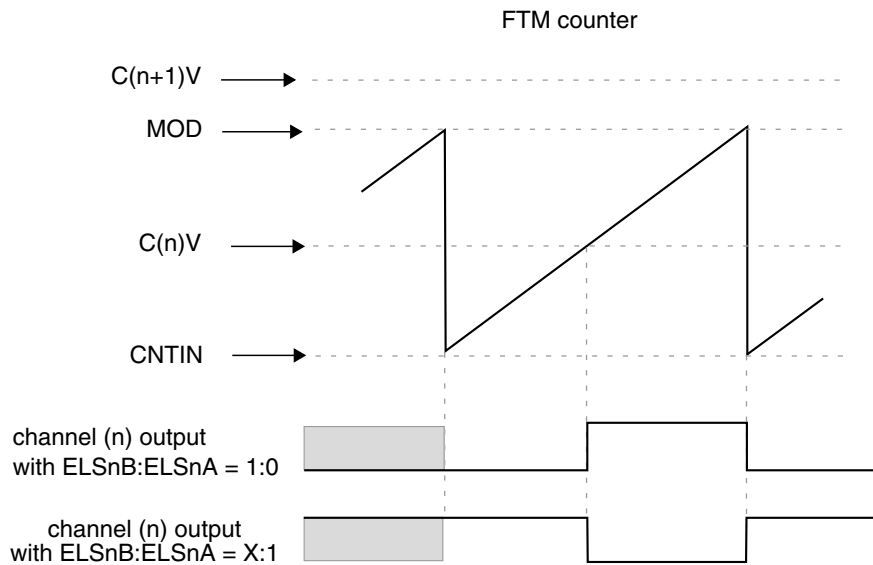 FTM counter
C(n+1)V
MOD
C(n)V
CNTIN
channel (n) output
with ELSnB:ELSnA = 1:0
channel (n) output
with ELSnB:ELSnA = X:1